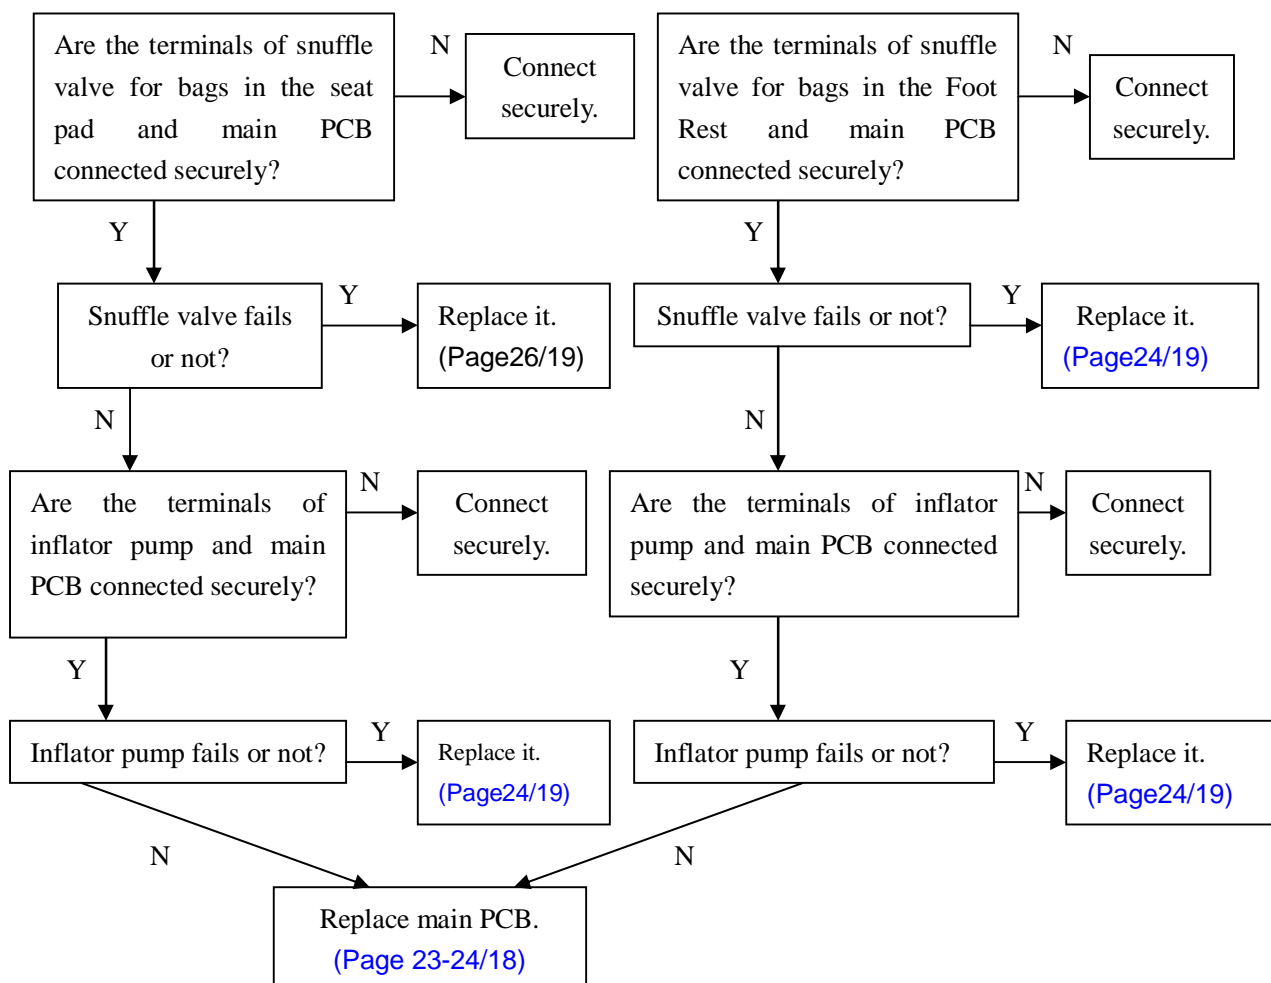 Are the terminals of snuffle
valve for bags in the seat
pad and main PCB
connected securely?
N
Connect
securely.
Y
Snuffle valve fails
or not?
Y
Replace it.
(Page26/19)
N
Are the terminals of
inflator pump and main
PCB connected securely?
N
Connect
securely.
Y
Inflator pump fails or not?
Y
Replace it.
(Page24/19)
N
Are the terminals of snuffle
valve for bags in the Foot
Rest and main PCB
connected securely?
N
Connect
securely.
Y
Snuffle valve fails or not?
Y
Replace it.
(Page24/19)
N
Are the terminals of inflator
pump and main PCB connected
securely?
N
Connect
securely.
Y
Inflator pump fails or not?
Y
Replace it.
(Page24/19)
N
Replace main PCB.
(Page 23-24/18)